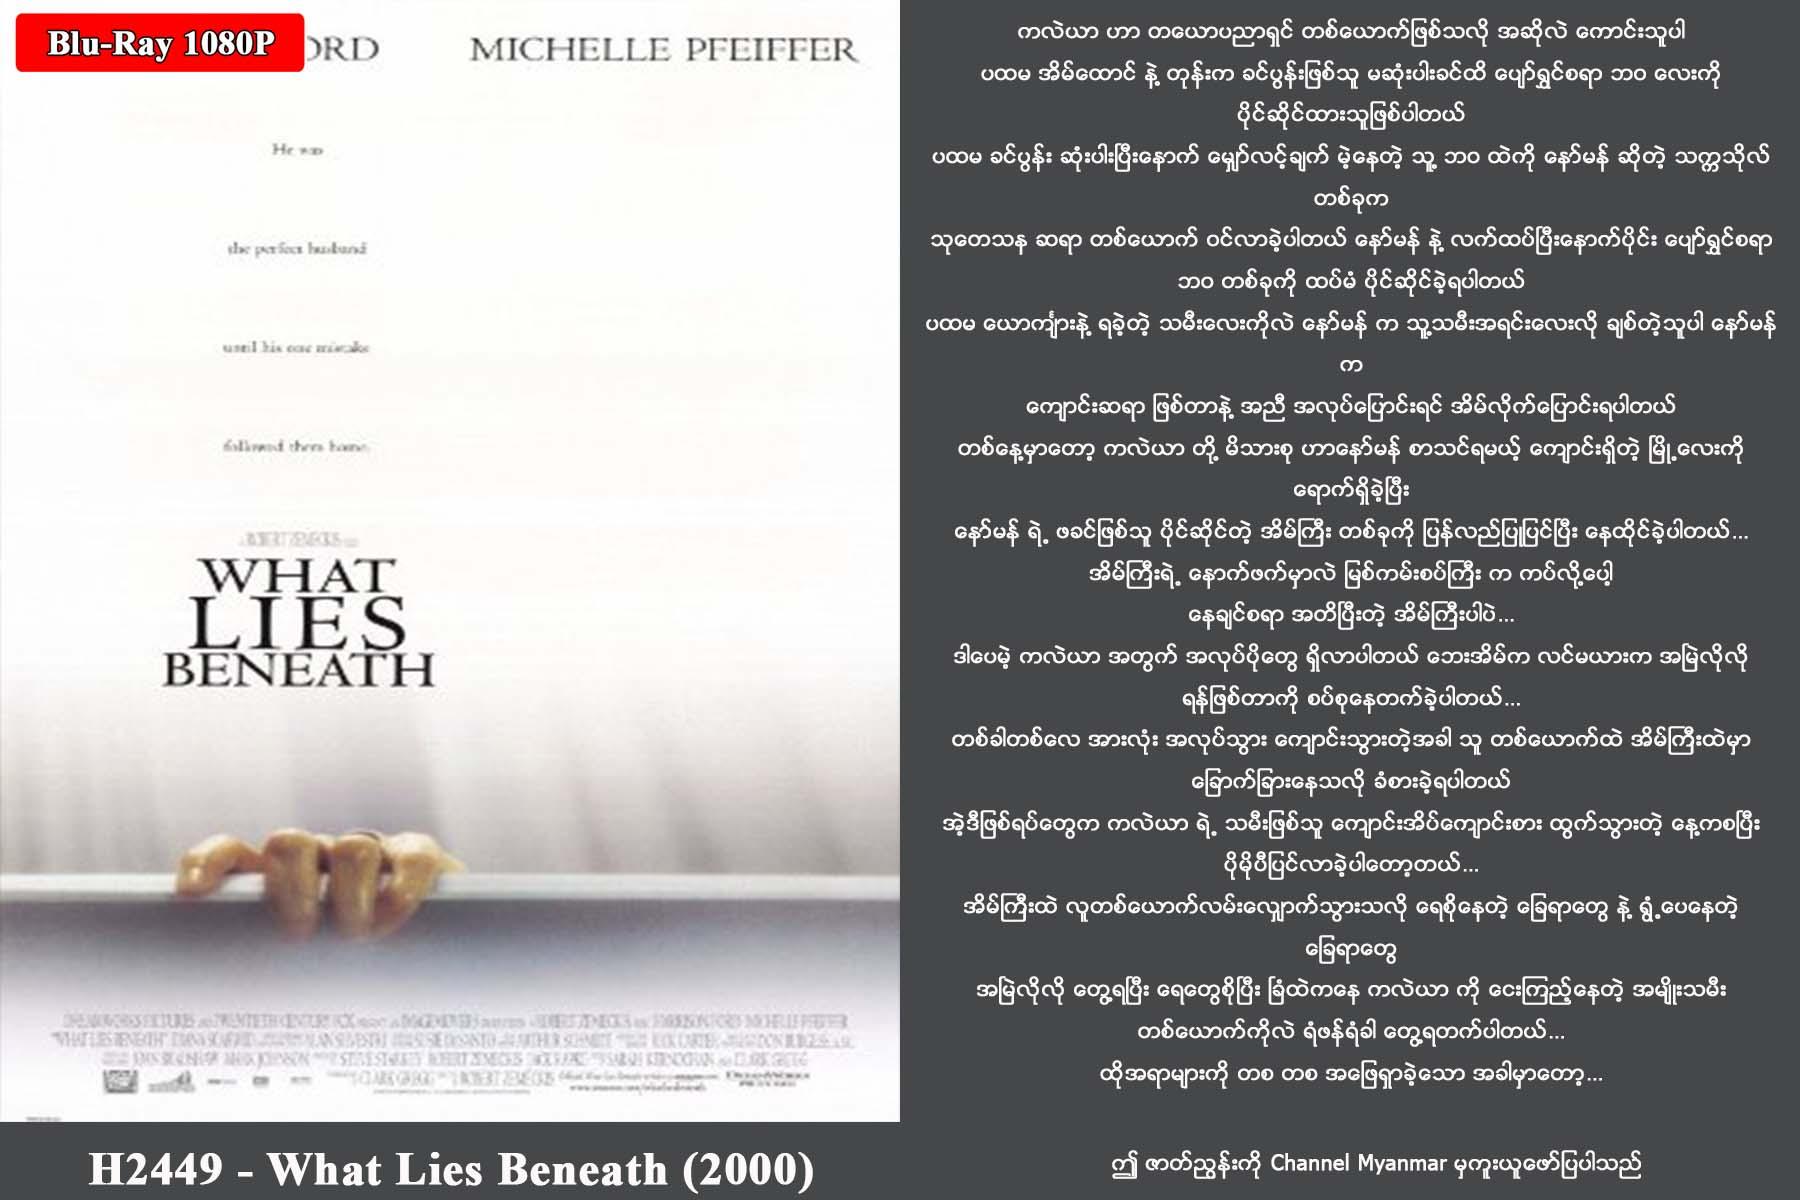 Blu-Ray 1080P
ORD MICHELLE PFEIFFER
He was
the perfect husband
until his one mistake
followed them home.
WHAT
LIES
BENEATH
H2449 - What Lies Beneath (2000)
ကလဲယာ ဟာ တယောပညာရှင် တစ်ယောက်ဖြစ်သလို အဆိုလဲ ကောင်းသူပါ
ပထမ အိမ်ထောင် နဲ့ တုန်းက ခင်ပွန်းဖြစ်သူ မဆုံးပါးခင်ထိ ပျော်ရွှင်စရာ ဘဝ လေးကို
ပိုင်ဆိုင်ထားသူဖြစ်ပါတယ်
ပထမ ခင်ပွန်း ဆုံးပါးပြီးနောက် မျှော်လင့်ချက် မဲ့နေတဲ့ သူ့ ဘဝ ထဲကို နော်မန် ဆိုတဲ့ သက္ကသိုလ်
တစ်ခုက
သုတေသန ဆရာ တစ်ယောက် ဝင်လာခဲ့ပါတယ် နော်မန် နဲ့ လက်ထပ်ပြီးနောက်ပိုင်း ပျော်ရွှင်စရာ
ဘဝ တစ်ခုကို ထပ်မံ ပိုင်ဆိုင်ခဲ့ရပါတယ်
ပထမ ယောကျ်ားနဲ့ ရခဲ့တဲ့ သမီးလေးကိုလဲ နော်မန် က သူ့သမီးအရင်းလေးလို ချစ်တဲ့သူပါ နော်မန်
က
ကျောင်းဆရာ ဖြစ်တာနဲ့ အညီ အလုပ်ပြောင်းရင် အိမ်လိုက်ပြောင်းရပါတယ်
တစ်နေ့မှာတော့ ကလဲယာ တို့ မိသားစု ဟာနော်မန် စာသင်ရမယ့် ကျောင်းရှိတဲ့ မြို့လေးကို
ရောက်ရှိခဲ့ပြီး
နော်မန် ရဲ့ ဖခင်ဖြစ်သူ ပိုင်ဆိုင်တဲ့ အိမ်ကြီး တစ်ခုကို ပြန်လည်ပြုပြင်ပြီး နေထိုင်ခဲ့ပါတယ်...
အိမ်ကြီးရဲ့ နောက်ဖက်မှာလဲ မြစ်ကမ်းစပ်ကြီး က ကပ်လို့ပေါ့
နေချင်စရာ အတိပြီးတဲ့ အိမ်ကြီးပါပဲ...
ဒါပေမဲ့ ကလဲယာ အတွက် အလုပ်ပိုတွေ ရှိလာပါတယ် ဘေးအိမ်က လင်မယားက အမြဲလိုလို
ရန်ဖြစ်တာကို စပ်စုနေတက်ခဲ့ပါတယ်...
တစ်ခါတစ်လေ အားလုံး အလုပ်သွား ကျောင်းသွားတဲ့အခါ သူ တစ်ယောက်ထဲ အိမ်ကြီးထဲမှာ
ခြောက်ခြားနေသလို ခံစားခဲ့ရပါတယ်
အဲ့ဒီဖြစ်ရပ်တွေက ကလဲယာ ရဲ့ သမီးဖြစ်သူ ကျောင်းအိပ်ကျောင်းစား ထွက်သွားတဲ့ နေ့ကစပြီး
ပိုမိုပီပြင်လာခဲ့ပါတော့တယ်...
အိမ်ကြီးထဲ လူတစ်ယောက်လမ်းလျှောက်သွားသလို ရေစိုနေတဲ့ ခြေရာတွေ နဲ့ ရွှံ့ပေနေတဲ့
ခြေရာတွေ
အမြဲလိုလို တွေ့ရပြီး ရေတွေစိုပြီး ခြံထဲကနေ ကလဲယာ ကို ငေးကြည့်နေတဲ့ အမျိုးသမီး
တစ်ယောက်ကိုလဲ ရံဖန်ရံခါ တွေ့ရတက်ပါတယ်...
ထိုအရာများကို တစ တစ အဖြေရှာခဲ့သော အခါမှာတော့...
ဤ ဇာတ်ညွှန်းကို Channel Myanmar မှကူးယူဖော်ပြပါသည်